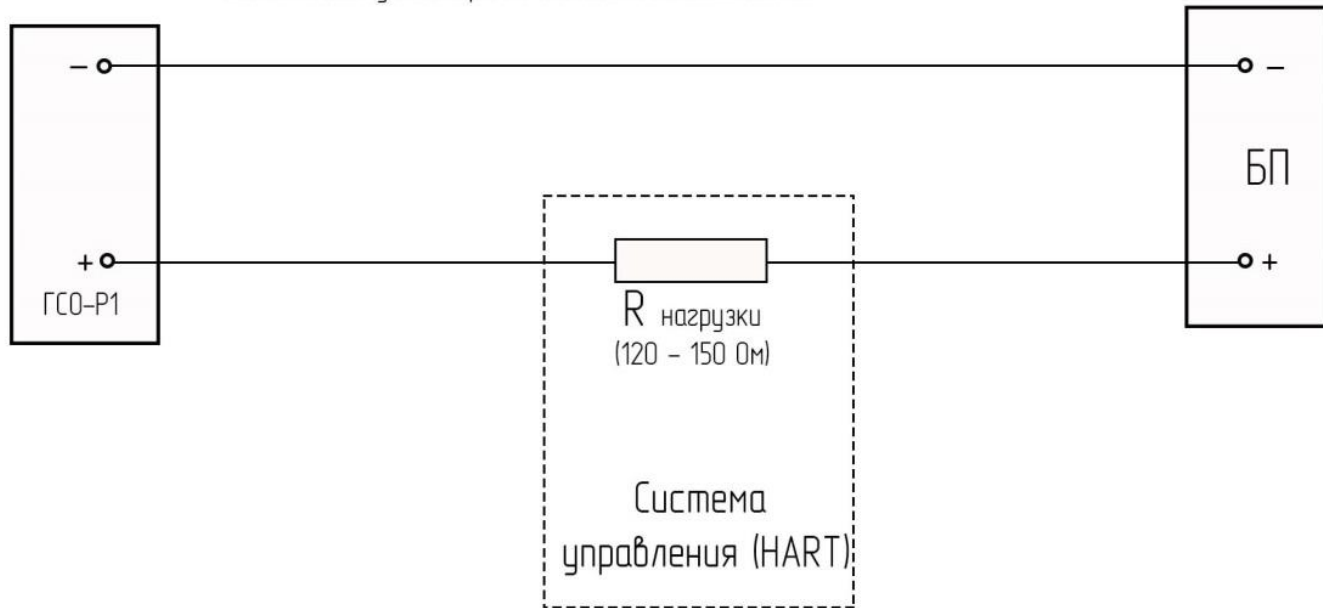 –
–
БП
+
+
ГСО-Р1
R нагрузки
(120 – 150 Ом)
Система
управления (HART)